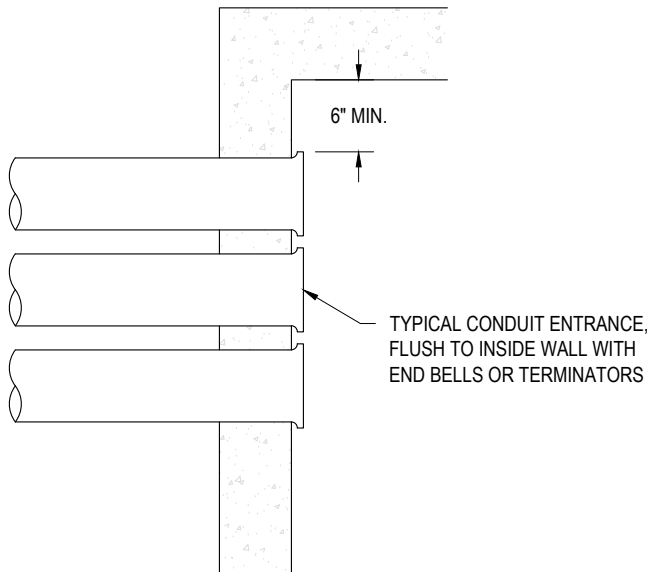 6" MIN.
TYPICAL CONDUIT ENTRANCE,
FLUSH TO INSIDE WALL WITH
END BELLS OR TERMINATORS